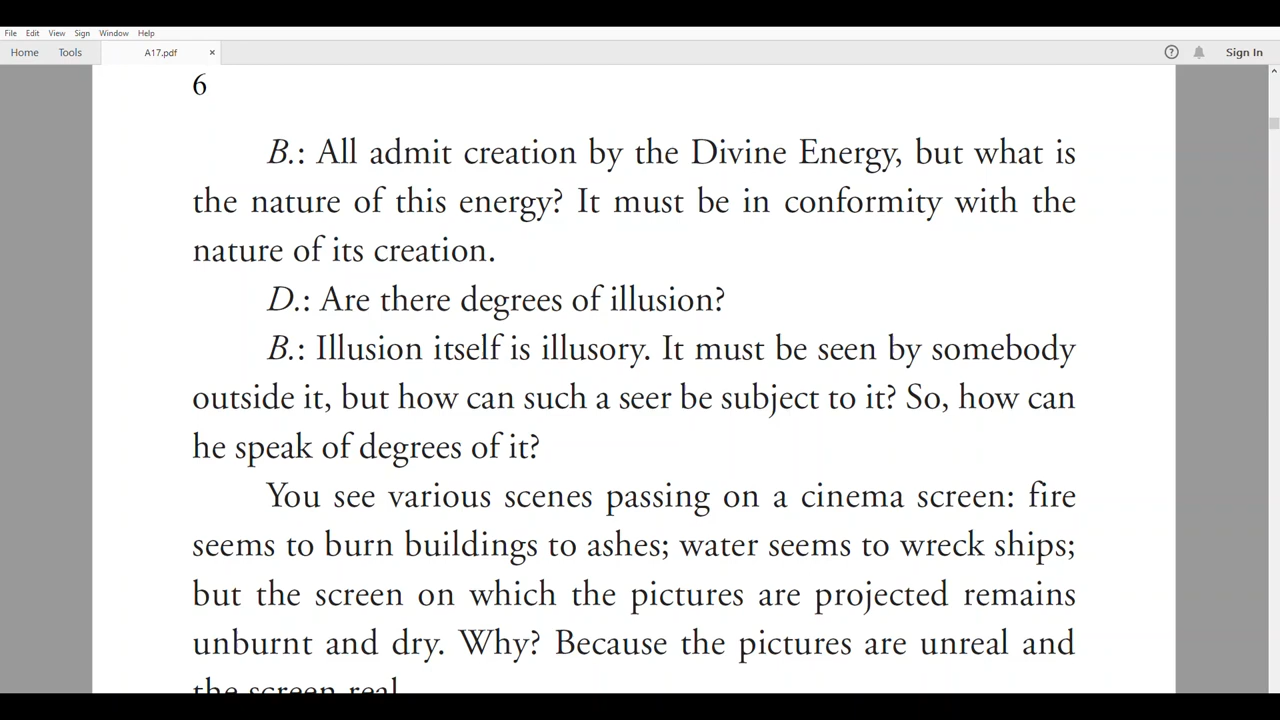 File Edit View Sign Window Help
Home Tools A17.pdf × ? Sign In
6
B.: All admit creation by the Divine Energy, but what is
the nature of this energy? It must be in conformity with the
nature of its creation.
D.: Are there degrees of illusion?
B.: Illusion itself is illusory. It must be seen by somebody
outside it, but how can such a seer be subject to it? So, how can
he speak of degrees of it?
You see various scenes passing on a cinema screen: fire
seems to burn buildings to ashes; water seems to wreck ships;
but the screen on which the pictures are projected remains
unburnt and dry. Why? Because the pictures are unreal and
the screen real.